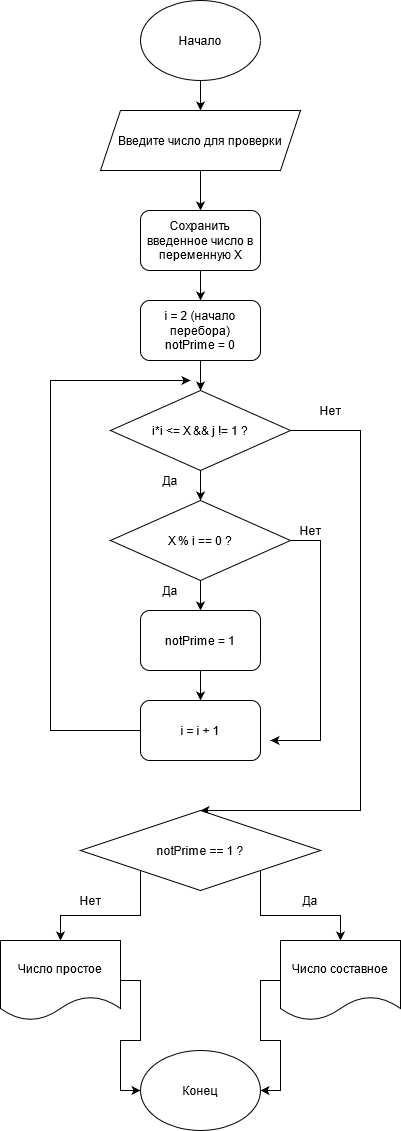 Начало
Введите число для проверки
Сохранить
введенное число в
переменную X
i = 2 (начало
перебора)
notPrime = 0
i*i <= X && j != 1 ?
Нет
Да
X % i == 0 ?
Нет
Да
notPrime = 1
i = i + 1
notPrime == 1 ?
Нет
Да
Число простое
Число составное
Конец